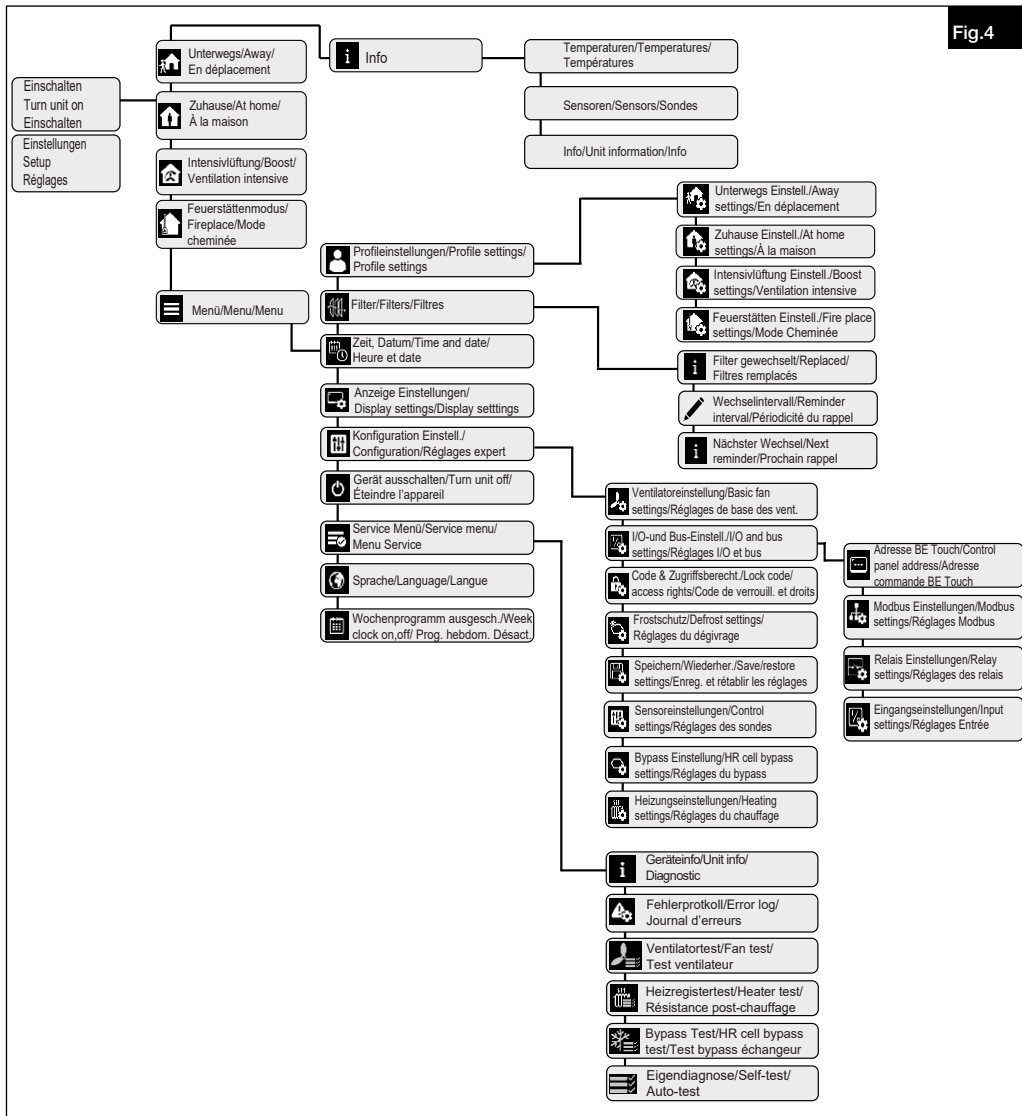 Fig.4
Einschalten
Turn unit on
Einschalten
Einstellungen
Setup
Réglages
Unterwegs/Away/
En déplacement
Zuhause/At home/
À la maison
Intensivlüftung/Boost/
Ventilation intensive
Feuerstättenmodus/
Fireplace/Mode
cheminée
Menü/Menu/Menu
i Info
Temperaturen/Temperatures/
Températures
Sensoren/Sensors/Sondes
Info/Unit information/Info
Profileinstellungen/Profile settings/
Profile settings
Filter/Filters/Filtres
Zeit, Datum/Time and date/
Heure et date
Anzeige Einstellungen/
Display settings/Display setttings
Konfiguration Einstell./
Configuration/Réglages expert
Gerät ausschalten/Turn unit off/
Éteindre l'appareil
Service Menü/Service menu/
Menu Service
Sprache/Language/Langue
Wochenprogramm ausgesch./Week
clock on,off/ Prog. hebdom. Désact.
Unterwegs Einstell./Away
settings/En déplacement
Zuhause Einstell./At home
settings/À la maison
Intensivlüftung Einstell./Boost
settings/Ventilation intensive
Feuerstätten Einstell./Fire place
settings/Mode Cheminée
i Filter gewechselt/Replaced/
Filtres remplacés
Wechselintervall/Reminder
interval/Périodicité du rappel
i Nächster Wechsel/Next
reminder/Prochain rappel
Ventilatoreinstellung/Basic fan
settings/Réglages de base des vent.
I/O-und Bus-Einstell./I/O and bus
settings/Réglages I/O et bus
Code & Zugriffsberecht./Lock code/
access rights/Code de verrouill. et droits
Frostschutz/Defrost settings/
Réglages du dégivrage
Speichern/Wiederher./Save/restore
settings/Enreg. et rétablir les réglages
Sensoreinstellungen/Control
settings/Réglages des sondes
Bypass Einstellung/HR cell bypass
settings/Réglages du bypass
Heizungseinstellungen/Heating
settings/Réglages du chauffage
Adresse BE Touch/Control
panel address/Adresse
commande BE Touch
Modbus Einstellungen/Modbus
settings/Réglages Modbus
Relais Einstellungen/Relay
settings/Réglages des relais
Eingangseinstellungen/Input
settings/Réglages Entrée
i Geräteinfo/Unit info/
Diagnostic
Fehlerprotkoll/Error log/
Journal d'erreurs
Ventilatortest/Fan test/
Test ventilateur
Heizregistertest/Heater test/
Résistance post-chauffage
Bypass Test/HR cell bypass
test/Test bypass échangeur
Eigendiagnose/Self-test/
Auto-test